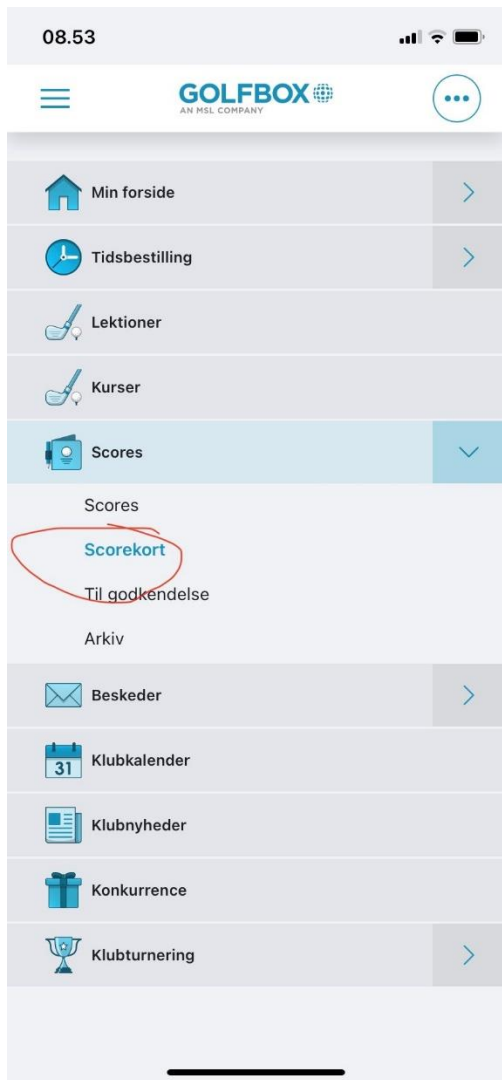 08.53
GOLFBOX
AN MSL COMPANY
Min forside
Tidsbestilling
Lektioner
Kurser
Scores
Scores
Scorekort
Til godkendelse
Arkiv
Beskeder
31 Klubkalender
Klubnyheder
Konkurrence
Klubturnering